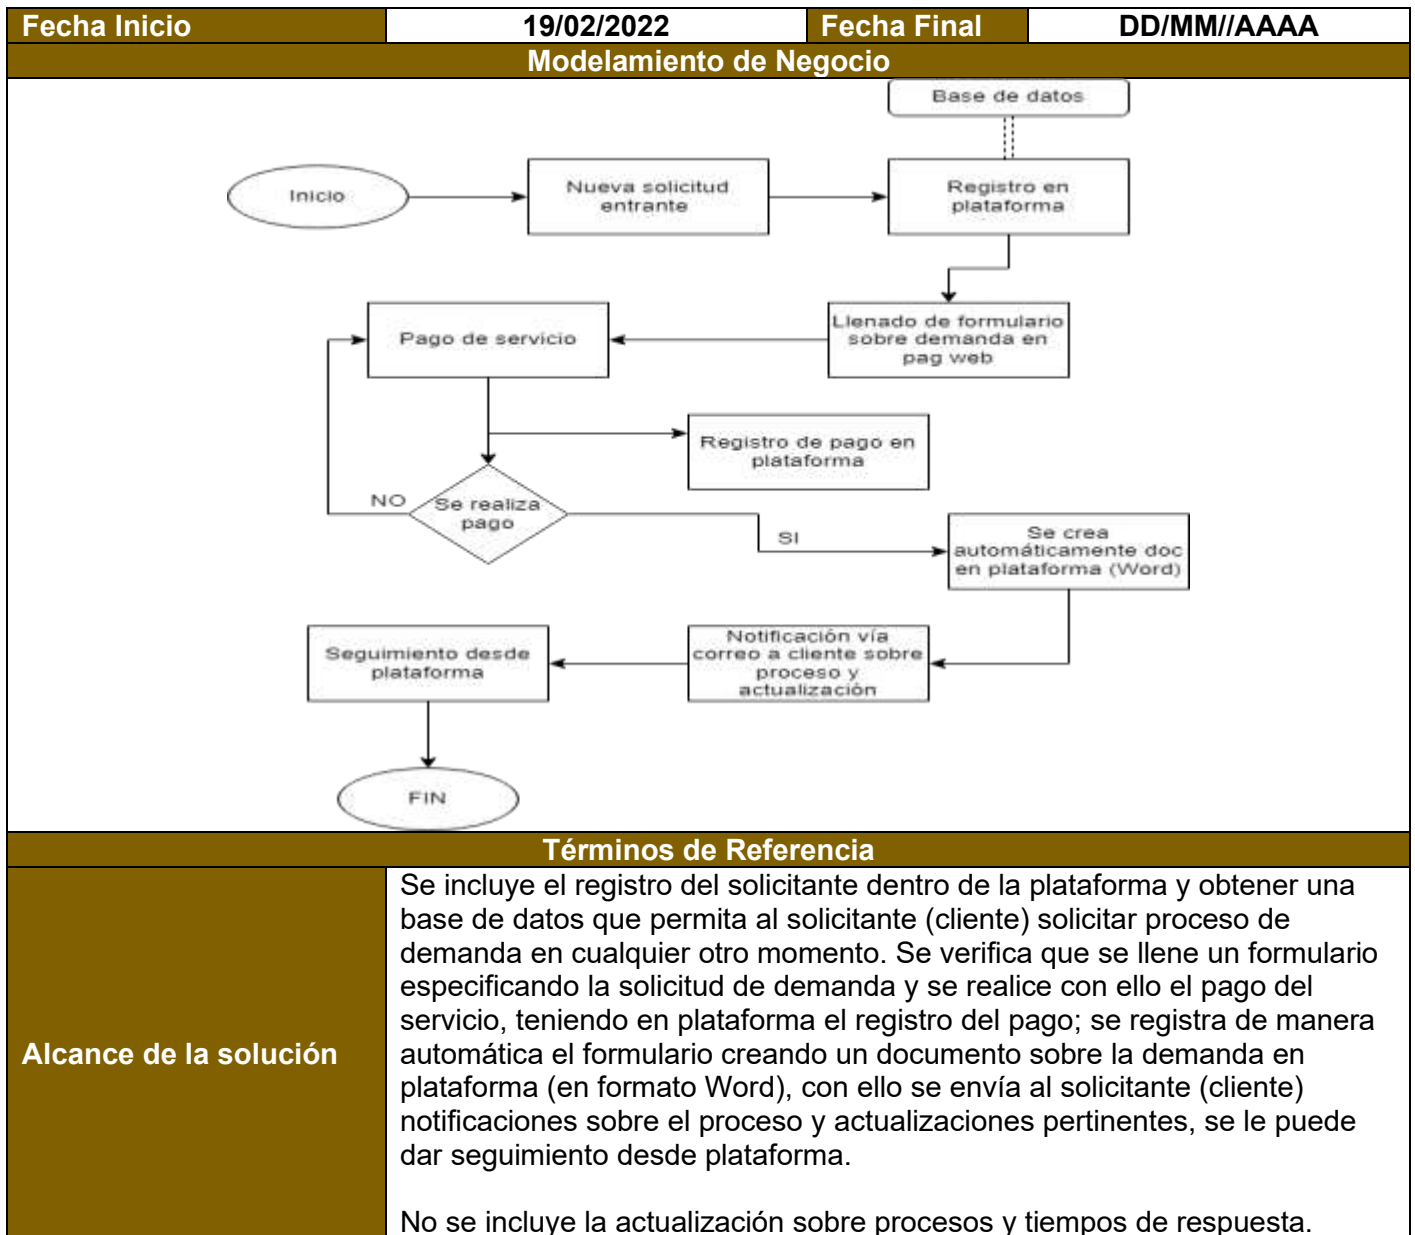 Fecha Inicio 19/02/2022 Fecha Final DD/MM//AAAA
Modelamiento de Negocio
Base de datos
Inicio
Nueva solicitud
entrante
Registro en
plataforma
Llenado de formulario
sobre demanda en
pag web
Pago de servicio
Registro de pago en
plataforma
NO
Se realiza
pago
SI
Se crea
automáticamente doc
en plataforma (Word)
Notificación vía
correo a cliente sobre
proceso y
actualización
Seguimiento desde
plataforma
FIN
Términos de Referencia
Alcance de la solución
Se incluye el registro del solicitante dentro de la plataforma y obtener una
base de datos que permita al solicitante (cliente) solicitar proceso de
demanda en cualquier otro momento. Se verifica que se llene un formulario
especificando la solicitud de demanda y se realice con ello el pago del
servicio, teniendo en plataforma el registro del pago; se registra de manera
automática el formulario creando un documento sobre la demanda en
plataforma (en formato Word), con ello se envía al solicitante (cliente)
notificaciones sobre el proceso y actualizaciones pertinentes, se le puede
dar seguimiento desde plataforma.
No se incluye la actualización sobre procesos y tiempos de respuesta.